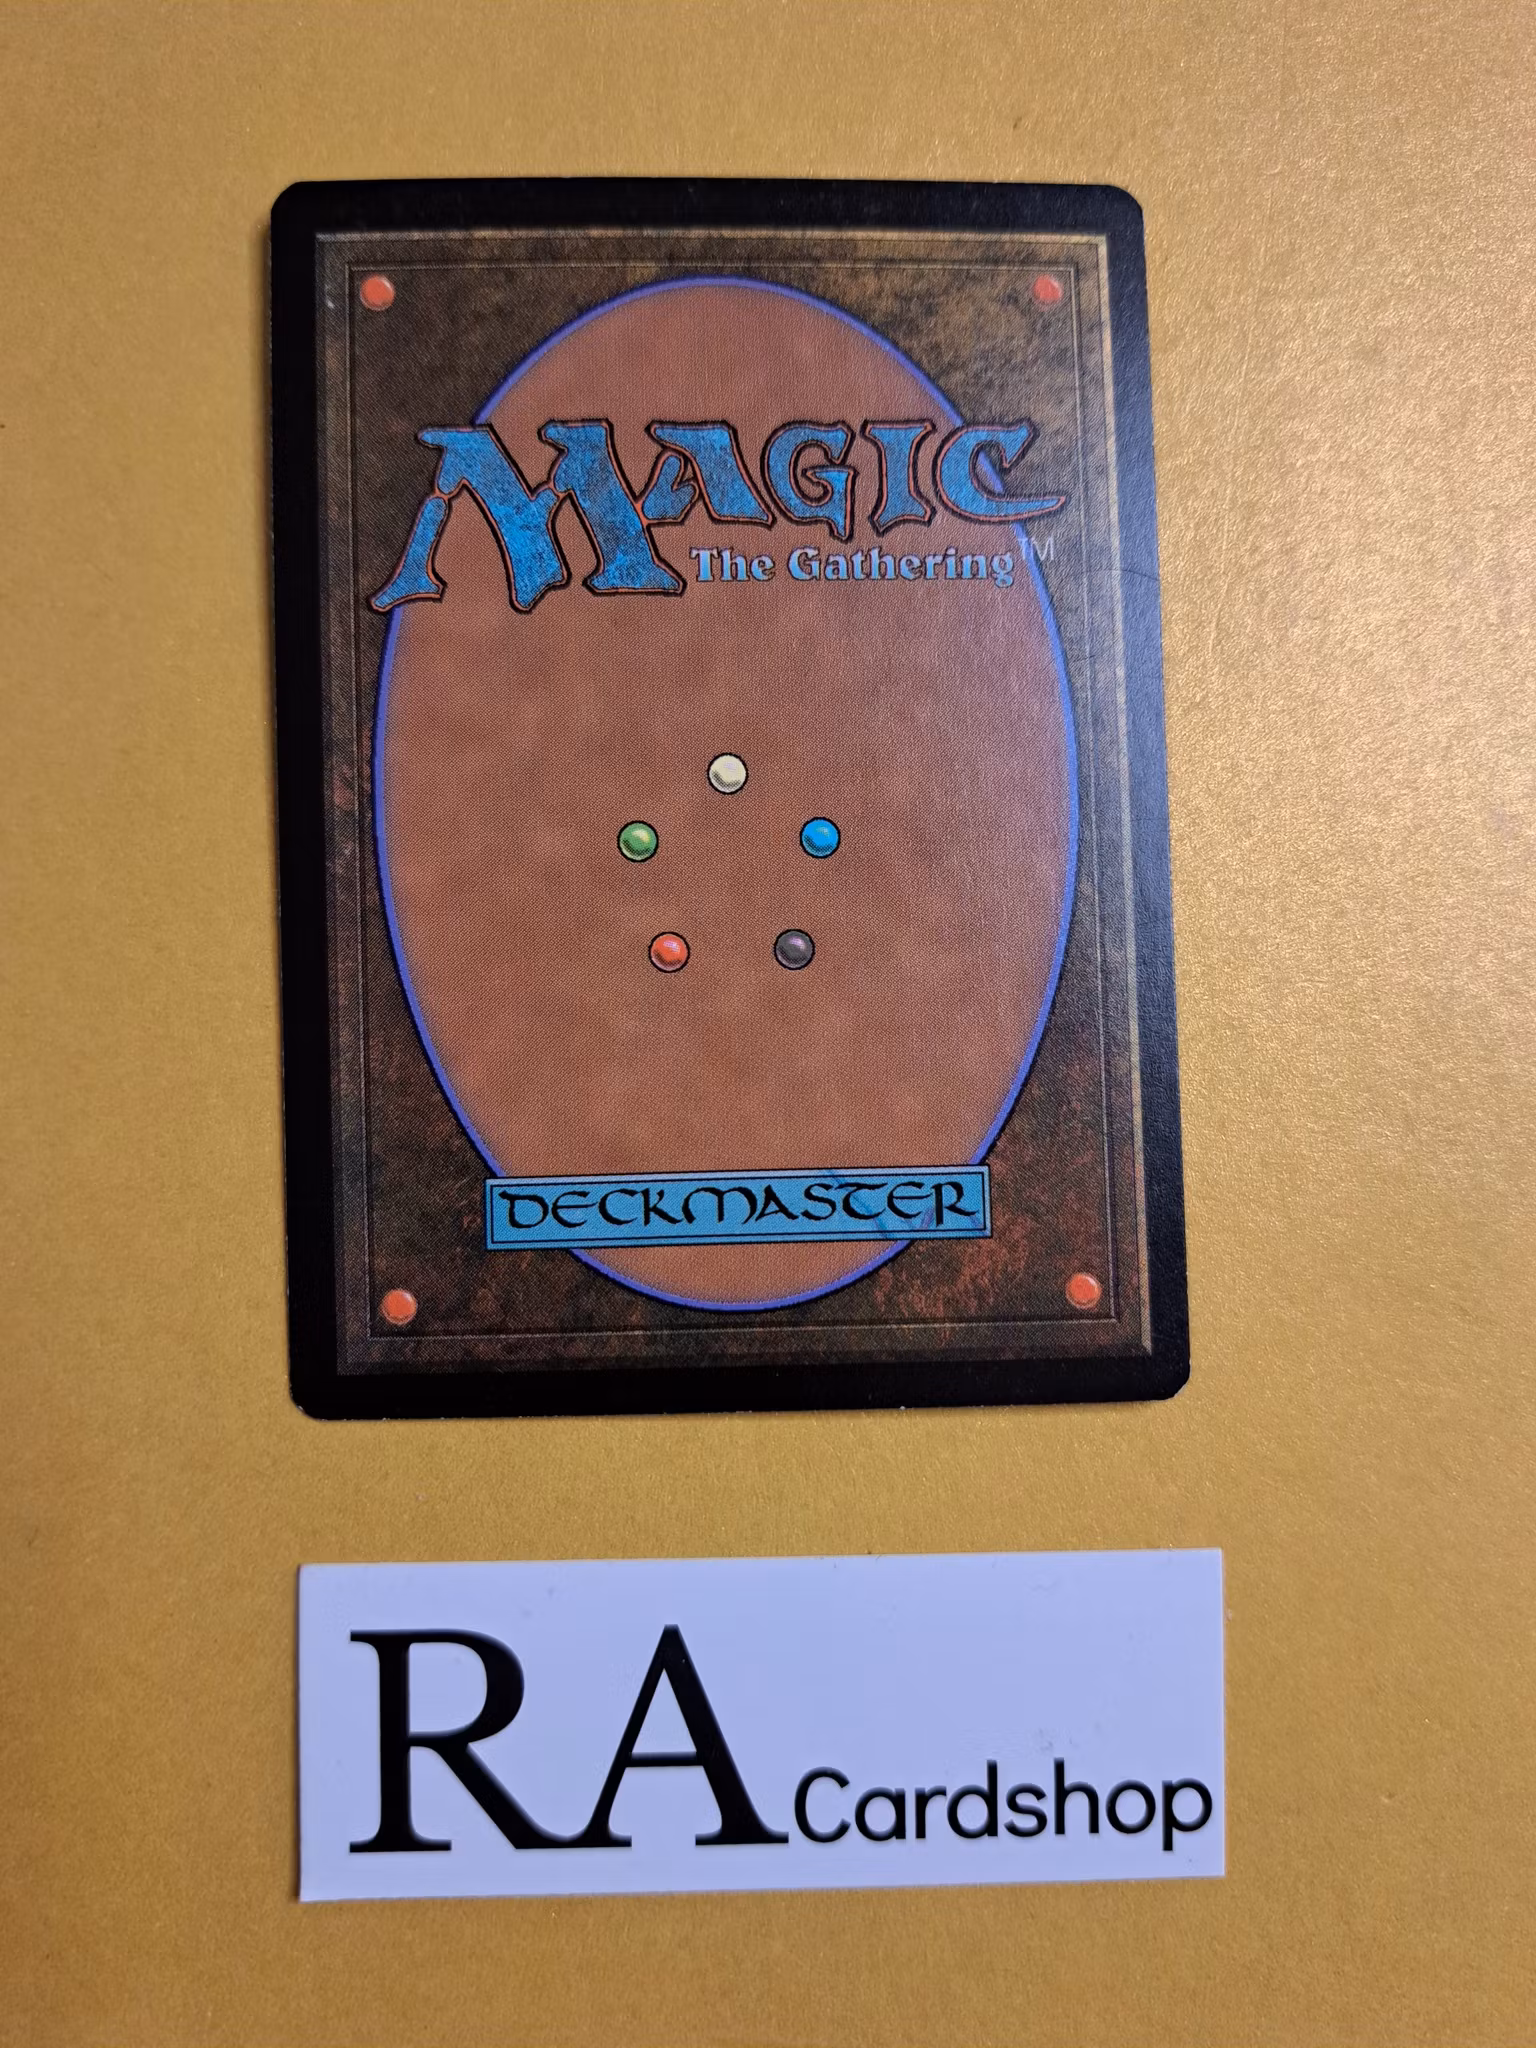 MAGIC
The Gathering™
DECKMASTER
RA Cardshop